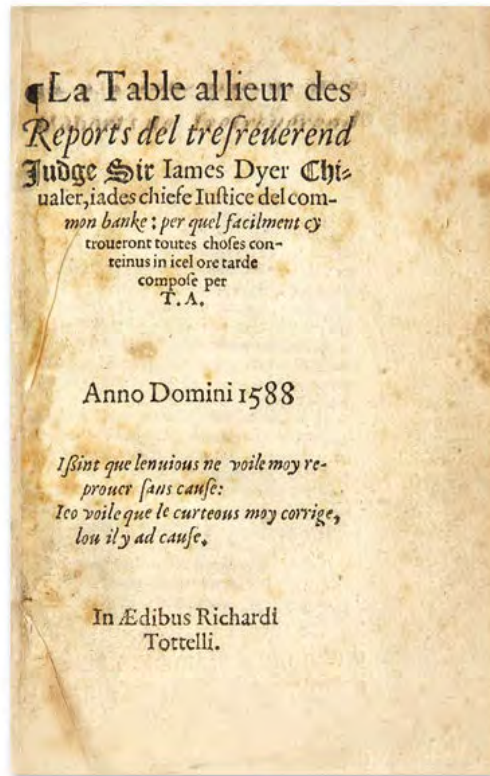 ¶La Table al lieur des
Reports del tresreuerend
Judge Sir Iames Dyer Chi⸗
ualer, iades chiefe Iustice del com-
mon banke : per quel facilment cy
troueront toutes choses con-
teinus in icel ore tarde
compose per
T. A.
Anno Domini 1588
Issint que lenuious ne voile moy re-
prouer sans cause:
Ieo voile que le curteous moy corrige,
lou il y ad cause.
In Ædibus Richardi
Tottelli.